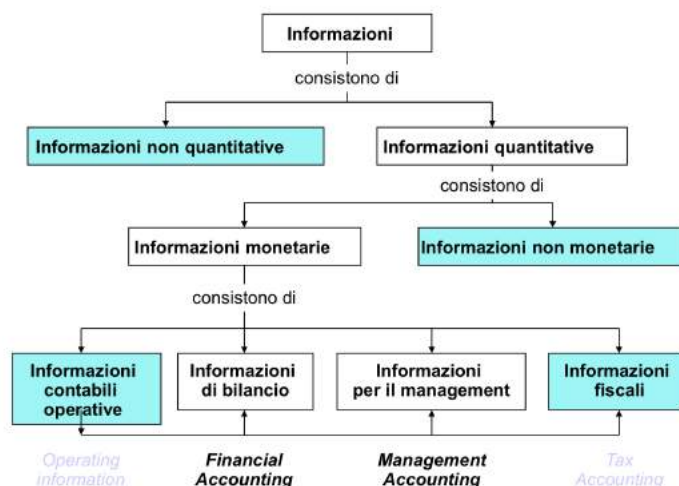 Informazioni
consistono di
Informazioni non quantitative
Informazioni quantitative
consistono di
Informazioni monetarie
Informazioni non monetarie
consistono di
Informazioni
contabili
operative
Informazioni
di bilancio
Informazioni
per il management
Informazioni
fiscali
Operating
information
Financial
Accounting
Management
Accounting
Tax
Accounting